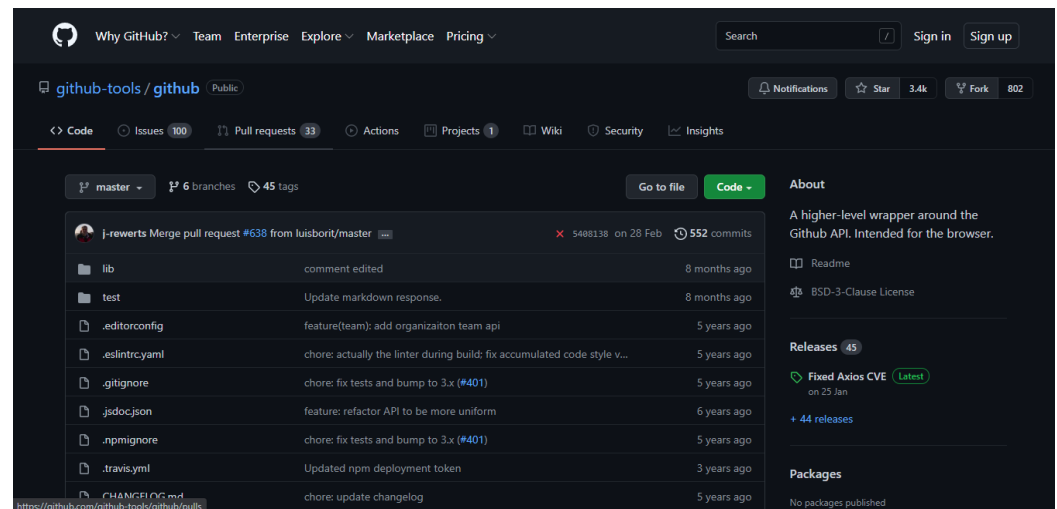 Why GitHub? Team Enterprise Explore Marketplace Pricing Search / Sign in Sign up
github-tools / github Public Notifications Star 3.4k Fork 802
<> Code Issues 100 Pull requests 33 Actions Projects 1 Wiki Security Insights
master 6 branches 45 tags Go to file Code
j-rewerts Merge pull request #638 from luisborit/master ... 5408138 on 28 Feb 552 commits
lib comment edited 8 months ago
test Update markdown response. 8 months ago
.editorconfig feature(team): add organizaiton team api 5 years ago
.eslintrc.yaml chore: actually the linter during build; fix accumulated code style v... 5 years ago
.gitignore chore: fix tests and bump to 3.x (#401) 5 years ago
.jsdoc.json feature: refactor API to be more uniform 6 years ago
.npmignore chore: fix tests and bump to 3.x (#401) 5 years ago
.travis.yml Updated npm deployment token 3 years ago
CHANGELOG.md chore: update changelog 5 years ago
https://github.com/github-tools/github/pulls
About
A higher-level wrapper around the
Github API. Intended for the browser.
Readme
BSD-3-Clause License
Releases 45
Fixed Axios CVE Latest
on 25 Jan
+ 44 releases
Packages
No packages published